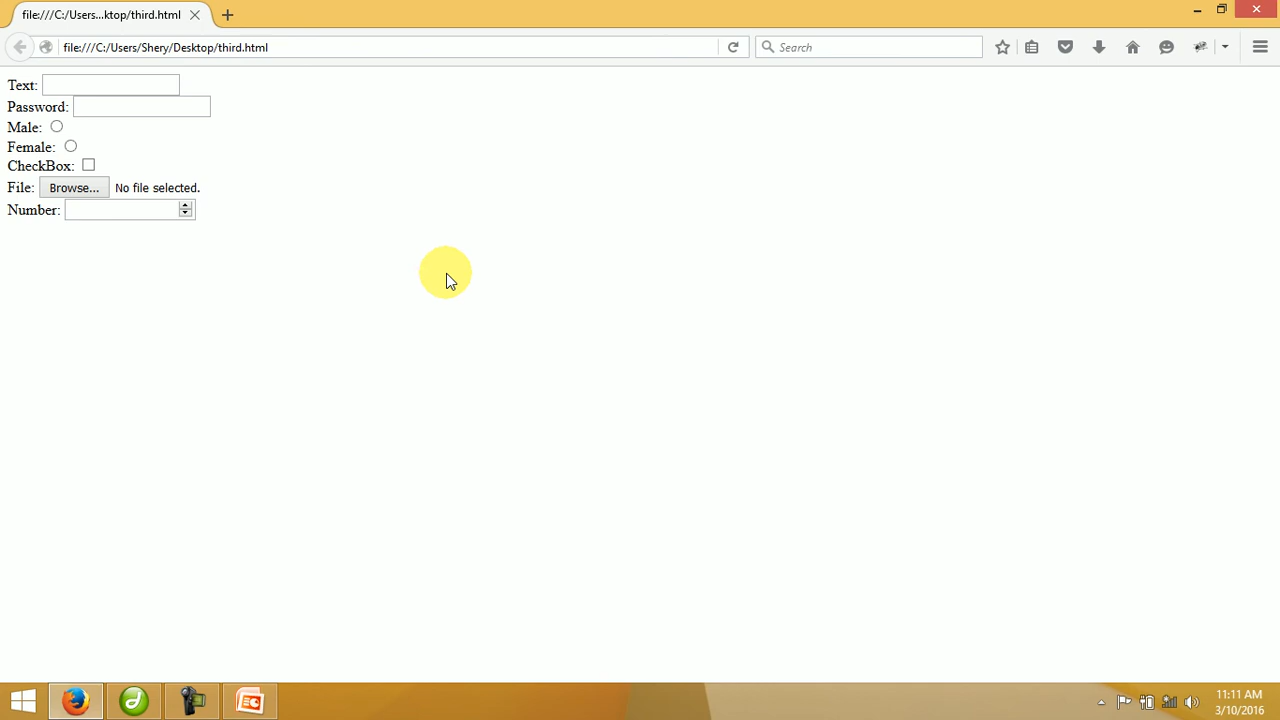 file:///C:/Users...ktop/third.html
file:///C:/Users/Shery/Desktop/third.html
Search
Text:
Password:
Male:
Female:
CheckBox:
File: Browse... No file selected.
Number:
11:11 AM
3/10/2016